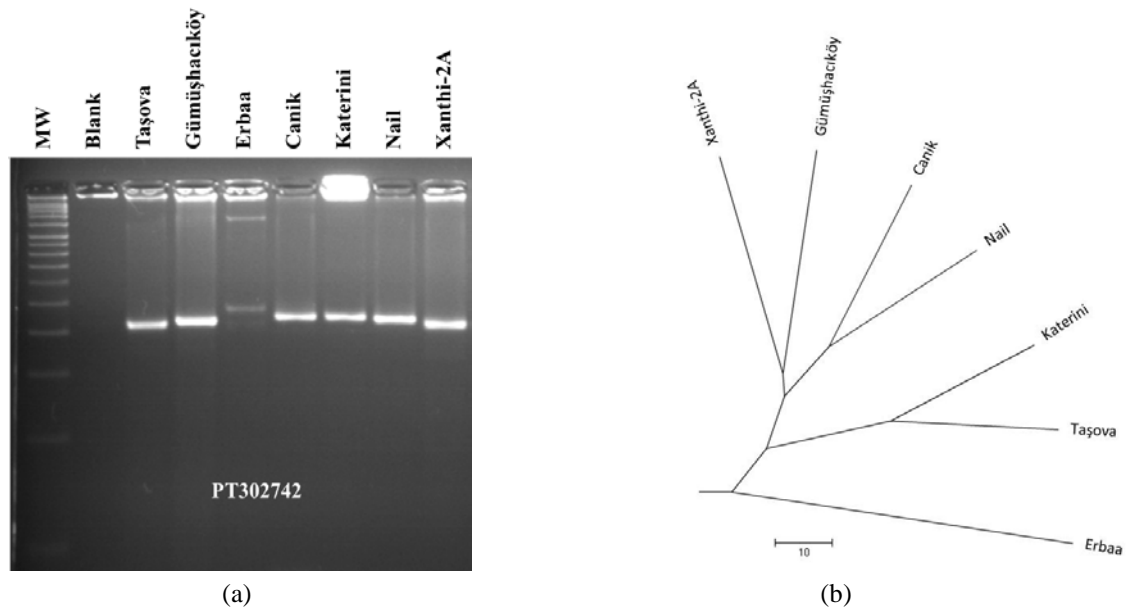 MW
Blank
Taşova
Gümüşhacıköy
Erbaa
Canik
Katerini
Nail
Xanthi-2A
PT302742
(a)
Xanthi-2A
Gümüşhacıköy
Canik
Nail
Katerini
Taşova
Erbaa
10
(b)